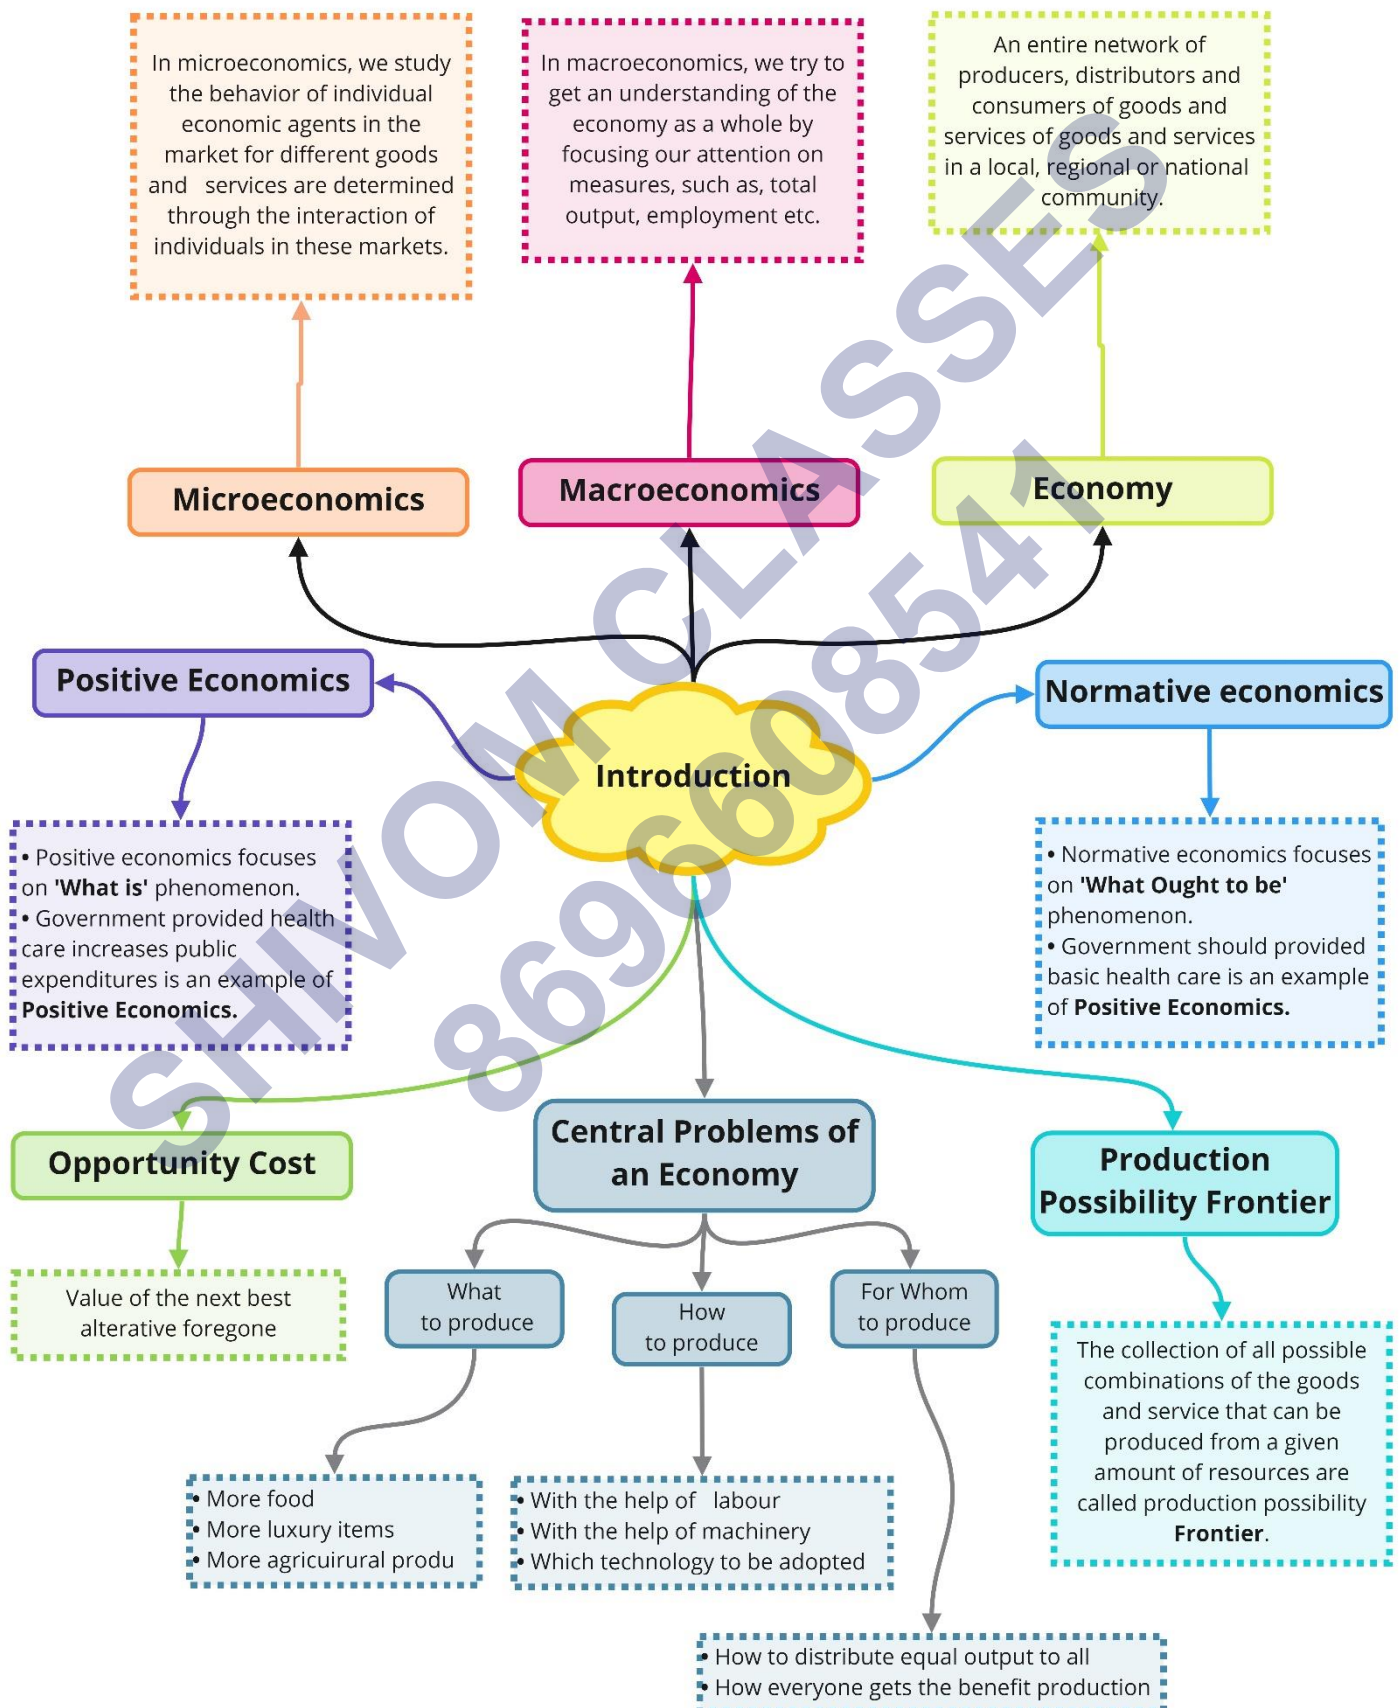 In microeconomics, we study
the behavior of individual
economic agents in the
market for different goods
and services are determined
through the interaction of
individuals in these markets.
In macroeconomics, we try to
get an understanding of the
economy as a whole by
focusing our attention on
measures, such as, total
output, employment etc.
An entire network of
producers, distributors and
consumers of goods and
services of goods and services
in a local, regional or national
community.
Microeconomics
Macroeconomics
Economy
Positive Economics
Normative economics
Introduction
• Positive economics focuses
on 'What is' phenomenon.
• Government provided health
care increases public
expenditures is an example of
Positive Economics.
• Normative economics focuses
on 'What Ought to be'
phenomenon.
• Government should provided
basic health care is an example
of Positive Economics.
Opportunity Cost
Central Problems of
an Economy
Production
Possibility Frontier
Value of the next best
alterative foregone
What
to produce
How
to produce
For Whom
to produce
The collection of all possible
combinations of the goods
and service that can be
produced from a given
amount of resources are
called production possibility
Frontier.
• More food
• More luxury items
• More agricuirural produ
• With the help of labour
• With the help of machinery
• Which technology to be adopted
• How to distribute equal output to all
• How everyone gets the benefit production
SHIVOM CLASSES
8696608541